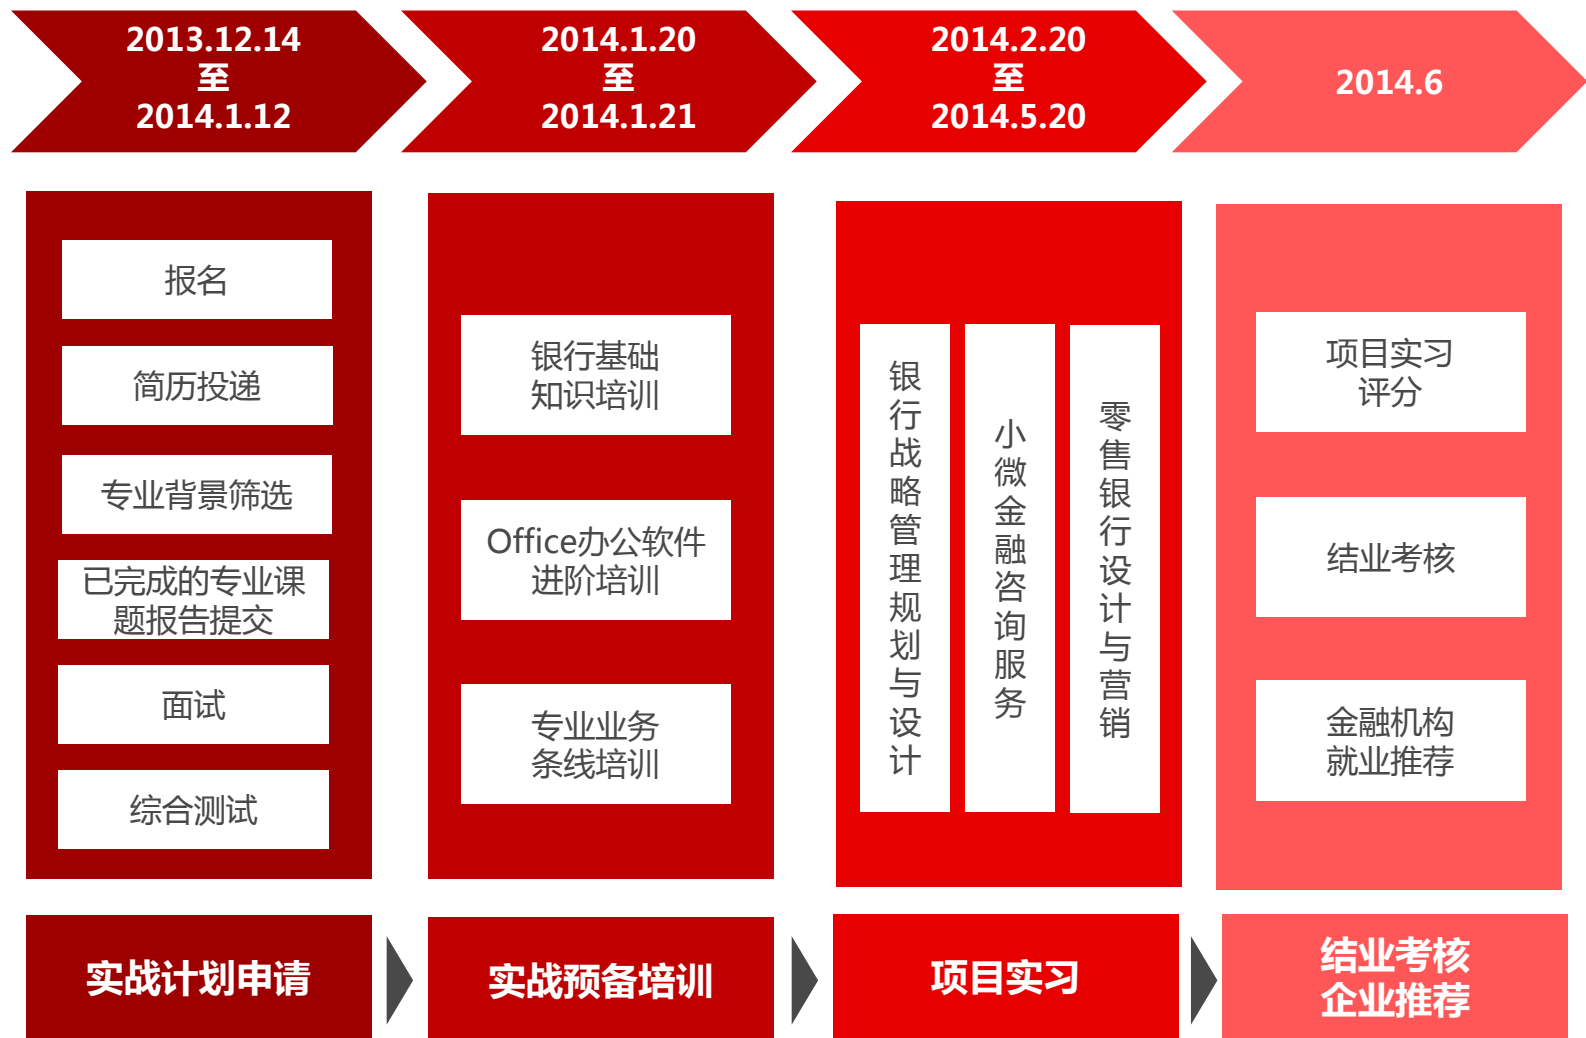 2013.12.14
至
2014.1.12
2014.1.20
至
2014.1.21
2014.2.20
至
2014.5.20
2014.6
报名
简历投递
专业背景筛选
已完成的专业课
题报告提交
面试
综合测试
银行基础
知识培训
Office办公软件
进阶培训
专业业务
条线培训
银行战略管理规划与设计
小微金融咨询服务
零售银行设计与营销
项目实习
评分
结业考核
金融机构
就业推荐
实战计划申请
实战预备培训
项目实习
结业考核
企业推荐